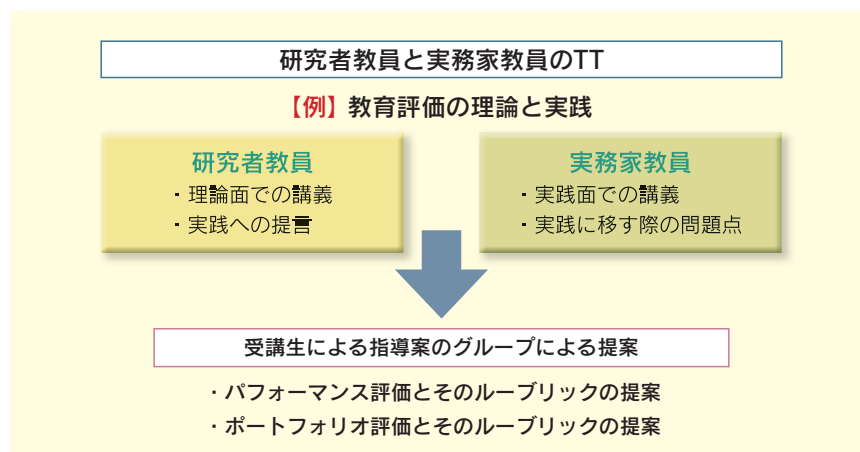 研究者教員と実務家教員のTT
【例】教育評価の理論と実践
研究者教員
・理論面での講義
・実践への提言
実務家教員
・実践面での講義
・実践に移す際の問題点
受講生による指導案のグループによる提案
・パフォーマンス評価とそのルーブリックの提案
・ポートフォリオ評価とそのルーブリックの提案